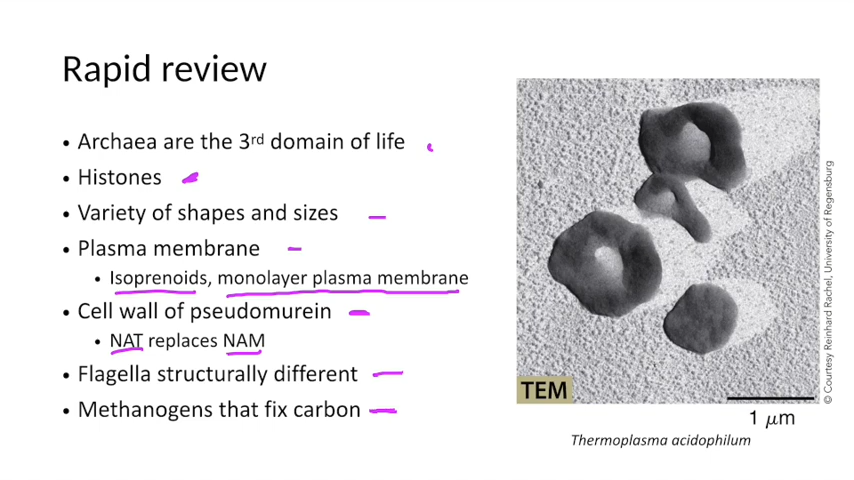 Rapid review
• Archaea are the 3rd domain of life
• Histones
• Variety of shapes and sizes
• Plasma membrane
• Isoprenoids, monolayer plasma membrane
• Cell wall of pseudomurein
• NAT replaces NAM
• Flagella structurally different
• Methanogens that fix carbon
TEM
1 μm
Thermoplasma acidophilum
© Courtesy Reinhard Rachel, University of Regensburg